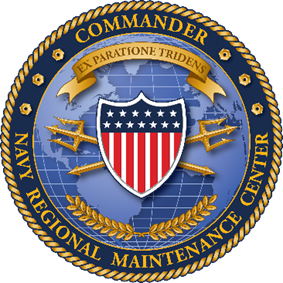 COMMANDER
EX PARATIONE TRIDENS
NAVY REGIONAL MAINTENANCE CENTER